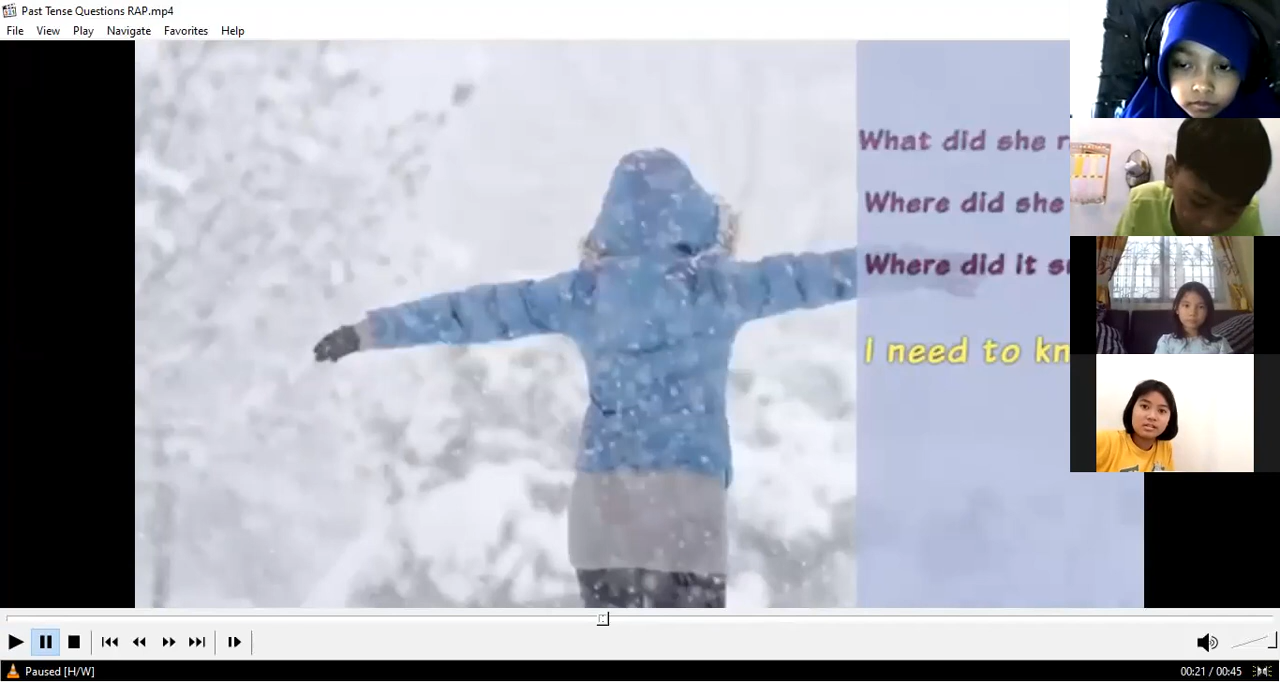 Past Tense Questions RAP.mp4
File View Play Navigate Favorites Help
What did she
Where did she
Where did it
I need to
Paused [H/W]
00:21 / 00:45